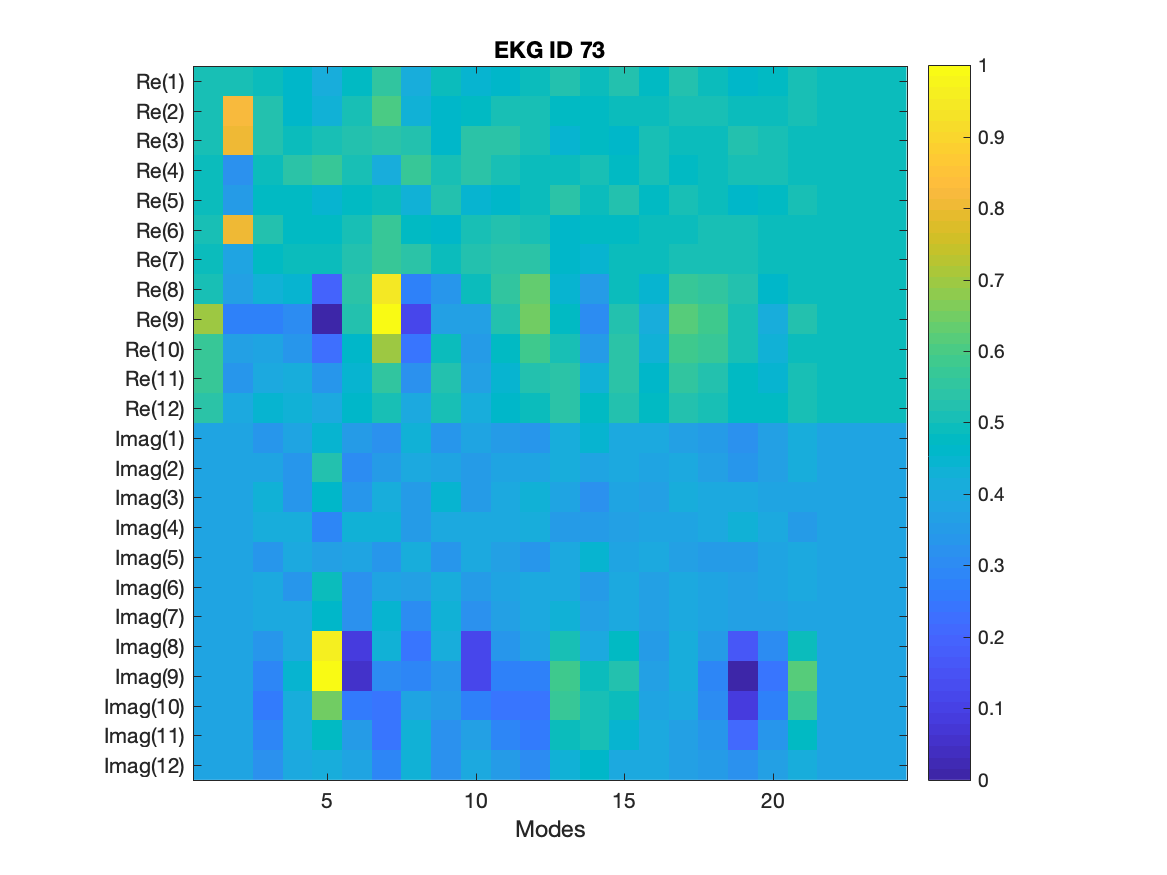 EKG ID 73
Re(1)
Re(2)
Re(3)
Re(4)
Re(5)
Re(6)
Re(7)
Re(8)
Re(9)
Re(10)
Re(11)
Re(12)
Imag(1)
Imag(2)
Imag(3)
Imag(4)
Imag(5)
Imag(6)
Imag(7)
Imag(8)
Imag(9)
Imag(10)
Imag(11)
Imag(12)
5 10 15 20
Modes
1
0.9
0.8
0.7
0.6
0.5
0.4
0.3
0.2
0.1
0